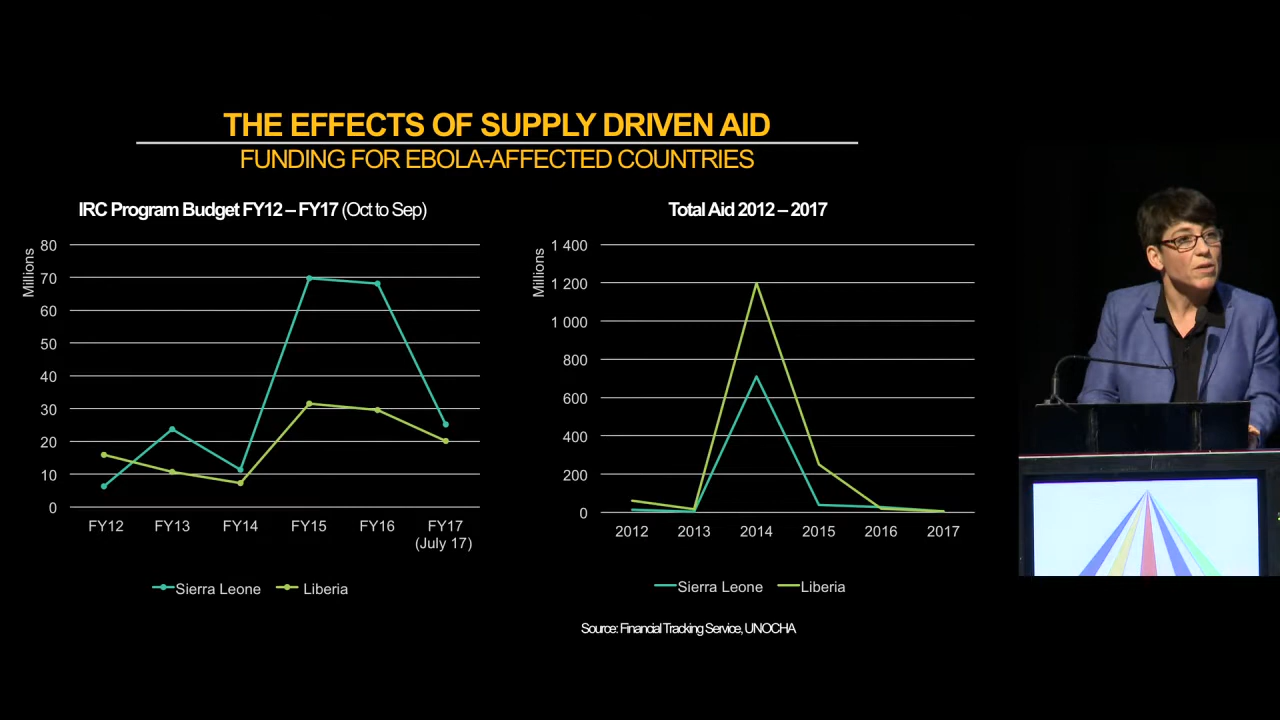 THE EFFECTS OF SUPPLY DRIVEN AID
FUNDING FOR EBOLA-AFFECTED COUNTRIES
IRC Program Budget FY12 – FY17 (Oct to Sep)
Millions
80
70
60
50
40
30
20
10
0
FY12 FY13 FY14 FY15 FY16 FY17
(July 17)
Sierra Leone Liberia
Total Aid 2012 – 2017
Millions
1 400
1 200
1 000
800
600
400
200
0
2012 2013 2014 2015 2016 2017
Sierra Leone Liberia
Source: Financial Tracking Service, UNOCHA